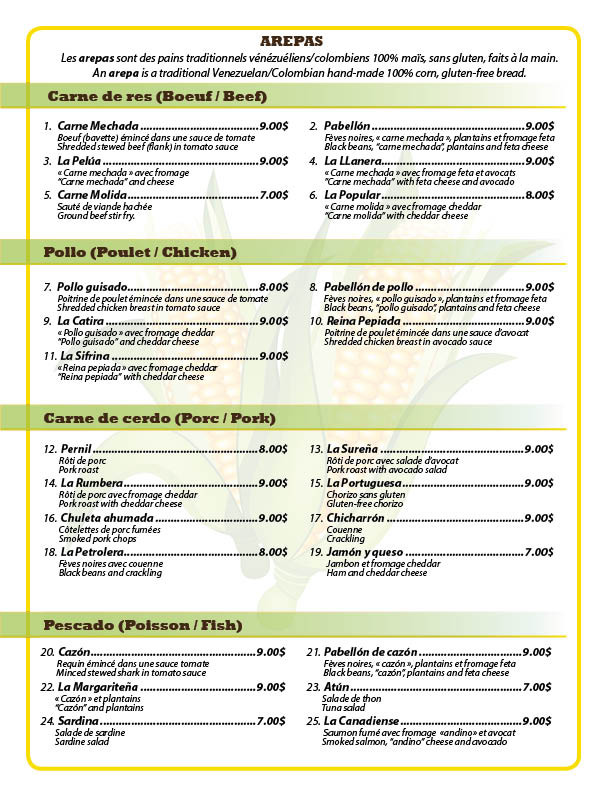 AREPAS
Les arepas sont des pains traditionnels vénézuéliens/colombiens 100% maïs, sans gluten, faits à la main.
An arepa is a traditional Venezuelan/Colombian hand-made 100% corn, gluten-free bread.
Carne de res (Boeuf / Beef)
1. Carne Mechada ........................................ 9.00$
Boeuf (bavette) émincé dans une sauce de tomate
Shredded stewed beef (flank) in tomato sauce
2. Pabellón .................................................... 9.00$
Fèves noires, « carne mechada », plantains et fromage feta
Black beans, “carne mechada”, plantains and feta cheese
3. La Pelúa ..................................................... 9.00$
« Carne mechada » avec fromage
“Carne mechada” and cheese
4. La LLanera ................................................. 9.00$
« Carne mechada » avec fromage feta et avocats
“Carne mechada” with feta cheese and avocado
5. Carne Molida ............................................. 7.00$
Sauté de viande hachée
Ground beef stir fry.
6. La Popular ................................................. 8.00$
« Carne molida » avec fromage cheddar
“Carne molida” with cheddar cheese
Pollo (Poulet / Chicken)
7. Pollo guisado ............................................. 8.00$
Poitrine de poulet émincée dans une sauce de tomate
Shredded chicken breast in tomato sauce
8. Pabellón de pollo ..................................... 9.00$
Fèves noires, « pollo guisado », plantains et fromage feta
Black beans, “pollo guisado”, plantains and feta cheese
9. La Catira .................................................... 9.00$
« Pollo guisado » avec fromage cheddar
“Pollo guisado” and cheddar cheese
10. Reina Pepiada ......................................... 9.00$
Poitrine de poulet émincée dans une sauce d'avocat
Shredded chicken breast in avocado sauce
11. La Sifrina .................................................. 9.00$
« Reina pepiada » avec fromage cheddar
“Reina pepiada” with cheddar cheese
Carne de cerdo (Porc / Pork)
12. Pernil ........................................................ 8.00$
Rôti de porc
Pork roast
13. La Sureña ................................................. 9.00$
Rôti de porc avec salade d'avocat
Pork roast with avocado salad
14. La Rumbera .............................................. 9.00$
Rôti de porc avec fromage cheddar
Pork roast with cheddar cheese
15. La Portuguesa ......................................... 9.00$
Chorizo sans gluten
Gluten-free chorizo
16. Chuleta ahumada ................................... 9.00$
Côtelettes de porc fumées
Smoked pork chops
17. Chicharrón ............................................... 9.00$
Couenne
Crackling
18. La Petrolera .............................................. 8.00$
Fèves noires avec couenne
Black beans and crackling
19. Jamón y queso ........................................ 7.00$
Jambon et fromage cheddar
Ham and cheddar cheese
Pescado (Poisson / Fish)
20. Cazón ........................................................ 9.00$
Requin émincé dans une sauce tomate
Minced stewed shark in tomato sauce
21. Pabellón de cazón ................................... 9.00$
Fèves noires, « cazón », plantains et fromage feta
Black beans, “cazón”, plantains and feta cheese
22. La Margariteña ....................................... 9.00$
« Cazón » et plantains
“Cazón” and plantains
23. Atún .......................................................... 7.00$
Salade de thon
Tuna salad
24. Sardina ..................................................... 7.00$
Salade de sardine
Sardine salad
25. La Canadiense ......................................... 9.00$
Saumon fumé avec fromage «andino» et avocat
Smoked salmon, “andino” cheese and avocado